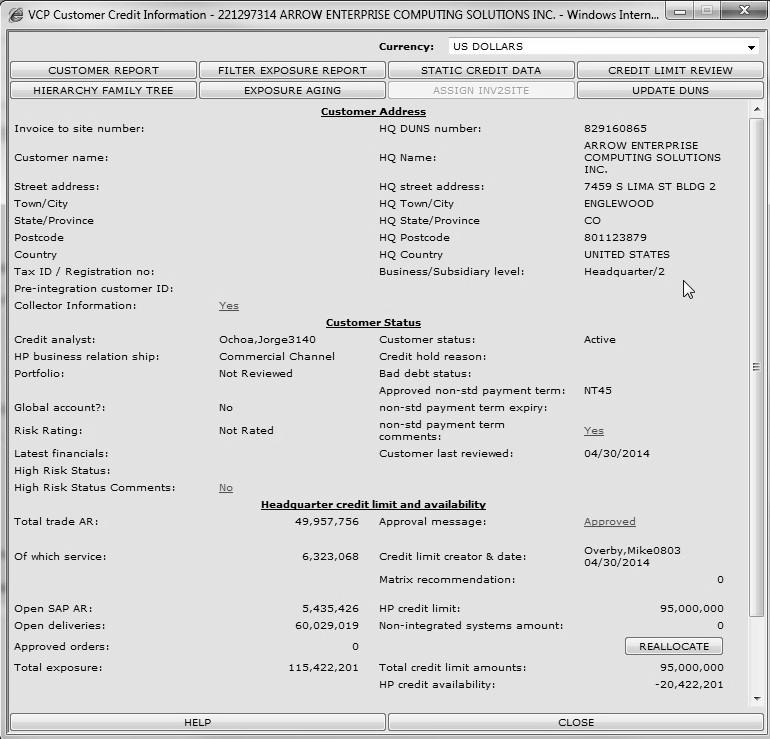 VCP Customer Credit Information - 221297314 ARROW ENTERPRISE COMPUTING SOLUTIONS INC. - Windows Intern...
Currency: US DOLLARS
CUSTOMER REPORT FILTER EXPOSURE REPORT STATIC CREDIT DATA CREDIT LIMIT REVIEW
HIERARCHY FAMILY TREE EXPOSURE AGING ASSIGN INV2SITE UPDATE DUNS
Customer Address
Invoice to site number: HQ DUNS number: 829160865
Customer name: HQ Name: ARROW ENTERPRISE
COMPUTING SOLUTIONS
INC.
Street address: HQ street address: 7459 S LIMA ST BLDG 2
Town/City HQ Town/City ENGLEWOOD
State/Province HQ State/Province CO
Postcode HQ Postcode 801123879
Country HQ Country UNITED STATES
Tax ID / Registration no: Business/Subsidiary level: Headquarter/2
Pre-integration customer ID:
Collector Information: Yes
Customer Status
Credit analyst: Ochoa,Jorge3140 Customer status: Active
HP business relation ship: Commercial Channel Credit hold reason:
Portfolio: Not Reviewed Bad debt status:
Approved non-std payment term: NT45
Global account?: No non-std payment term expiry:
Risk Rating: Not Rated non-std payment term
comments: Yes
Latest financials: Customer last reviewed: 04/30/2014
High Risk Status:
High Risk Status Comments: No
Headquarter credit limit and availability
Total trade AR: 49,957,756 Approval message: Approved
Of which service: 6,323,068 Credit limit creator & date: Overby,Mike0803
04/30/2014
Matrix recommendation: 0
Open SAP AR: 5,435,426 HP credit limit: 95,000,000
Open deliveries: 60,029,019 Non-integrated systems amount: 0
Approved orders: 0 REALLOCATE
Total exposure: 115,422,201 Total credit limit amounts: 95,000,000
HP credit availability: -20,422,201
HELP CLOSE